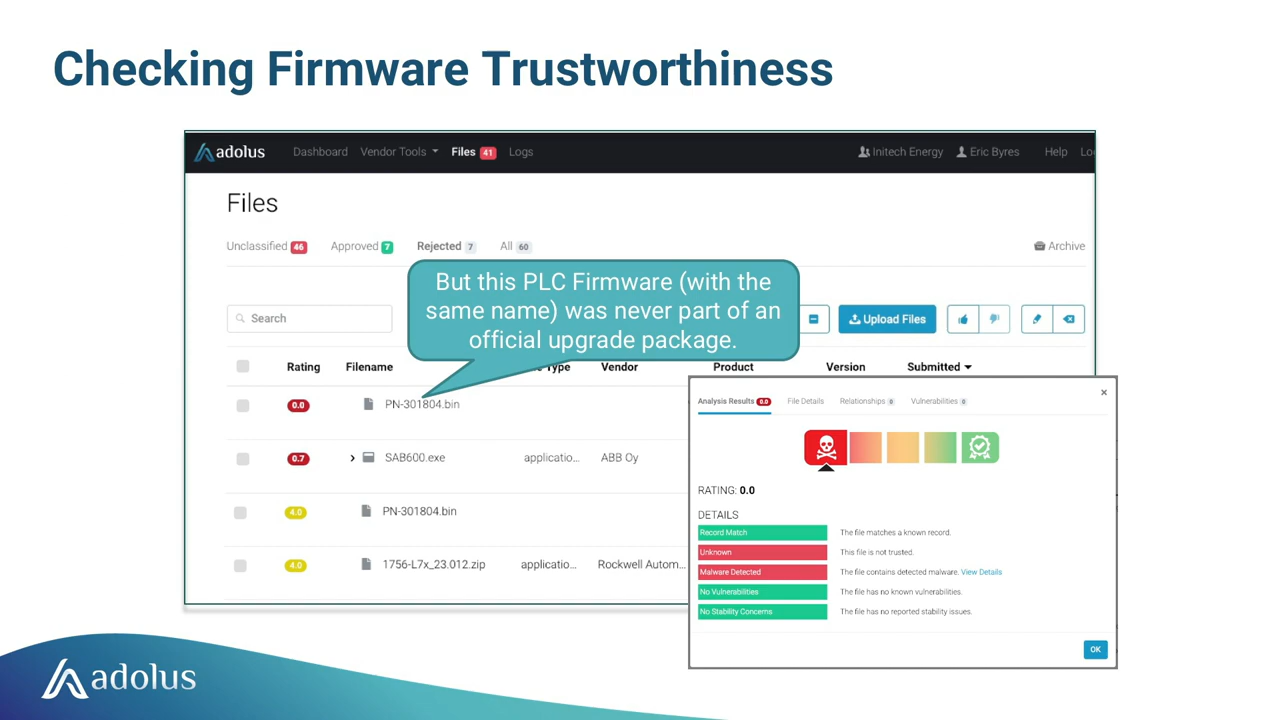 Checking Firmware Trustworthiness
adolus Dashboard Vendor Tools Files 41 Logs Initech Energy Eric Byres Help Lo
Files
Unclassified 46 Approved 7 Rejected 7 All 60 Archive
But this PLC Firmware (with the
same name) was never part of an
official upgrade package.
Search Upload Files
Rating Filename Type Vendor Product Version Submitted
0.0 PN-301804.bin
0.7 SAB600.exe applicatio... ABB Oy
4.0 PN-301804.bin
4.0 1756-L7x_23.012.zip applicatio... Rockwell Autom...
×
Analysis Results 0.0 File Details Relationships 0 Vulnerabilities 0
RATING: 0.0
DETAILS
Record Match The file matches a known record.
Unknown This file is not trusted.
Malware Detected The file contains detected malware. View Details
No Vulnerabilities The file has no known vulnerabilities.
No Stability Concerns The file has no reported stability issues.
OK
adolus